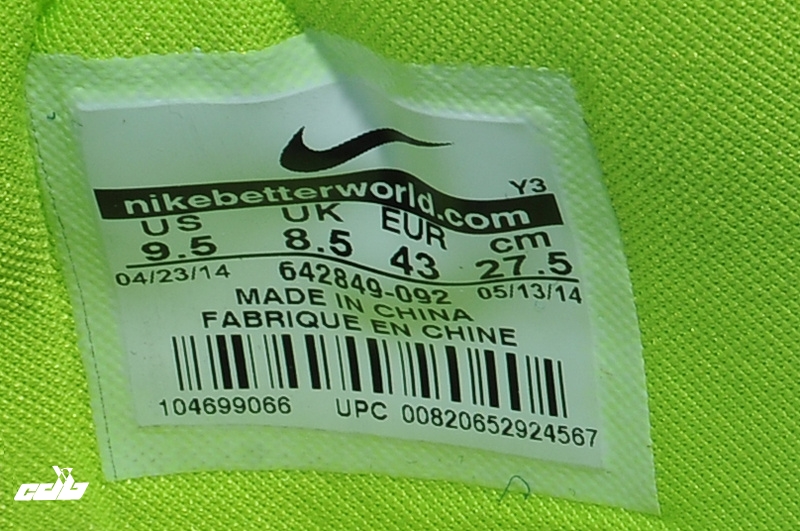 Y3
nikebetterworld.com
US UK EUR cm
9.5 8.5 43 27.5
04/23/14 642849-092 05/13/14
MADE IN CHINA
FABRIQUE EN CHINE
104699066 UPC 00820652924567
cdb